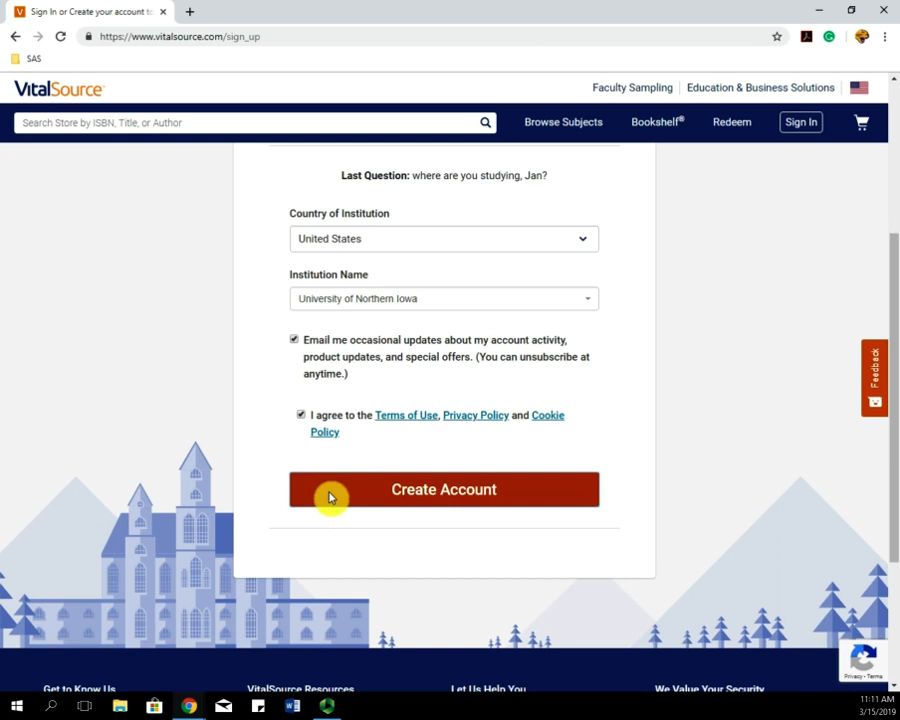 Sign In or Create your account to
https://www.vitalsource.com/sign_up
SAS
VitalSource
Faculty Sampling
Education & Business Solutions
Search Store by ISBN, Title, or Author
Browse Subjects
Bookshelf®
Redeem
Sign In
Last Question: where are you studying, Jan?
Country of Institution
United States
Institution Name
University of Northern Iowa
Email me occasional updates about my account activity,
product updates, and special offers. (You can unsubscribe at
anytime.)
I agree to the Terms of Use, Privacy Policy and Cookie
Policy
Create Account
Feedback
Privacy - Terms
Get to Know Us
VitalSource Resources
Let Us Help You
We Value Your Security
11:11 AM
3/15/2019